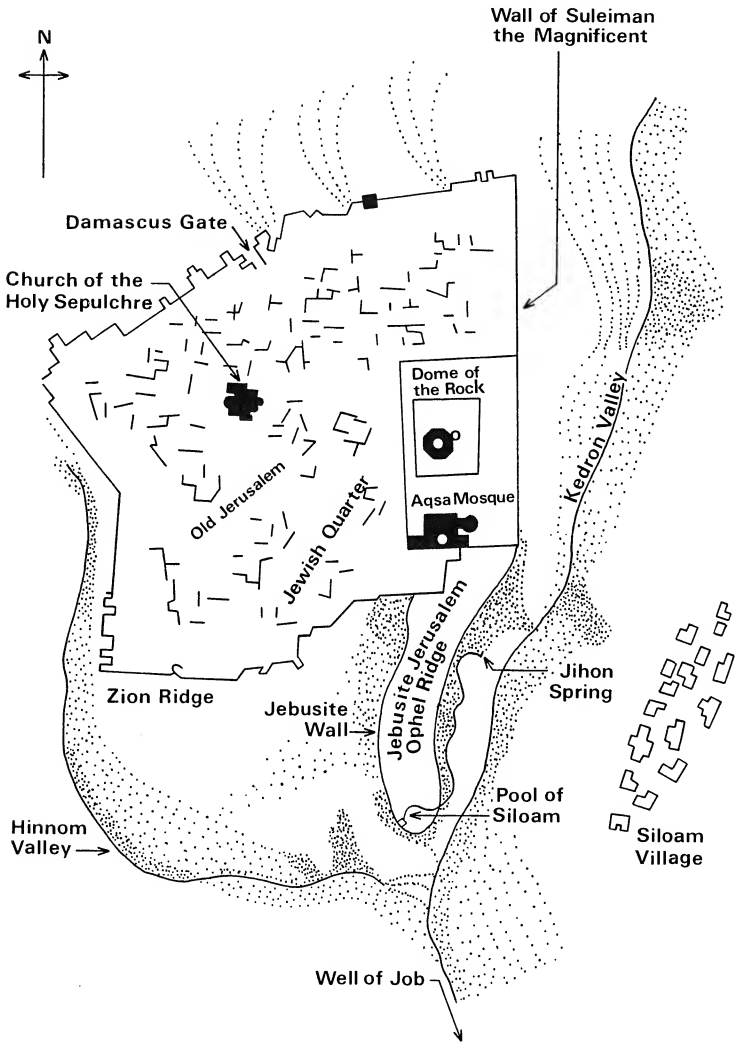 Wall of Suleiman
the Magnificent
N
Damascus Gate
Church of the
Holy Sepulchre
Dome of
the Rock
Kedron Valley
Aqsa Mosque
Old Jerusalem
Jewish Quarter
Jebusite Jerusalem
Ophel Ridge
Jihon
Spring
Zion Ridge
Jebusite
Wall
Pool of
Siloam
Hinnom
Valley
Siloam
Village
Well of Job